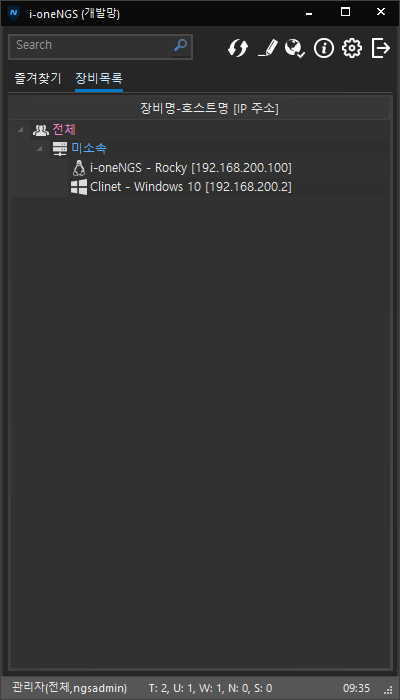 i-oneNGS (개발망)
Search
즐겨찾기 장비목록
장비명-호스트명 [IP 주소]
전체
미소속
i-oneNGS - Rocky [192.168.200.100]
Clinet - Windows 10 [192.168.200.2]
관리자(전체,ngsadmin) T: 2, U: 1, W: 1, N: 0, S: 0 09:35